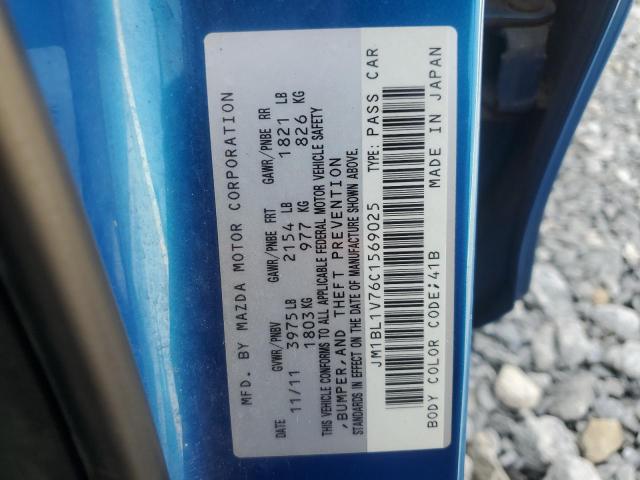 MFD. BY MAZDA MOTOR CORPORATION
DATE GVWR/PNBV GAWR/PNBE FRT GAWR/PNBE RR
11/11 3975 LB 2154 LB 1821 LB
1803 KG 977 KG 826 KG
THIS VEHICLE CONFORMS TO ALL APPLICABLE FEDERAL MOTOR VEHICLE SAFETY
,BUMPER,AND THEFT PREVENTION
STANDARDS IN EFFECT ON THE DATE OF MANUFACTURE SHOWN ABOVE.
JM1BL1V76C1569025 TYPE: PASS CAR
BODY COLOR CODE;41B MADE IN JAPAN